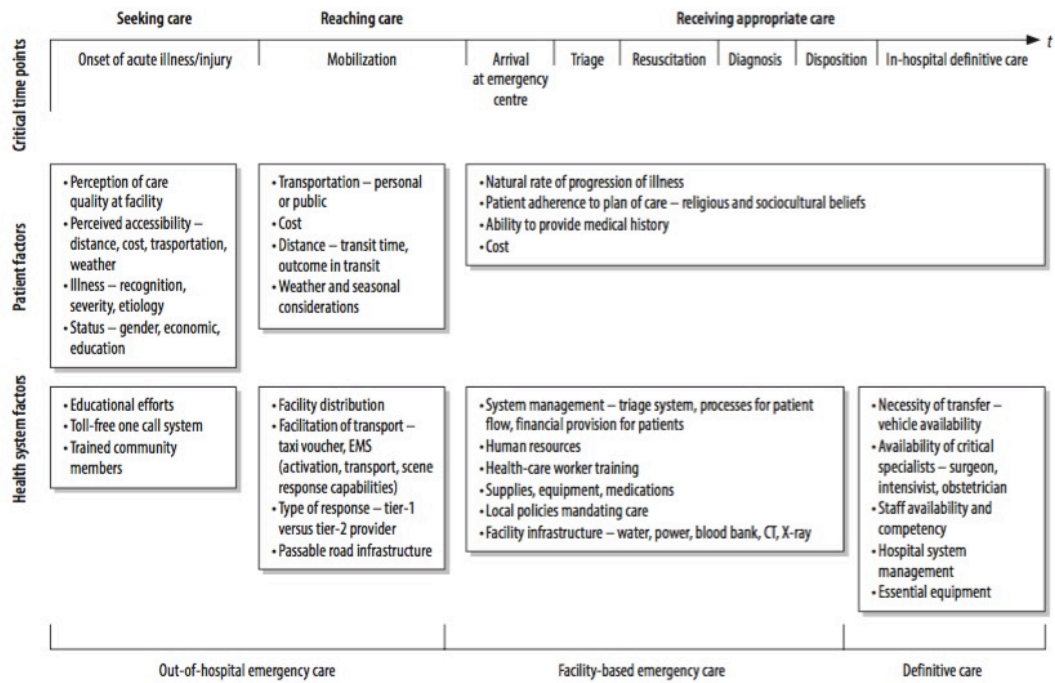 Seeking care
Reaching care
Receiving appropriate care
t
Critical time points
Onset of acute illness/injury
Mobilization
Arrival
at emergency
centre
Triage
Resuscitation
Diagnosis
Disposition
In-hospital definitive care
Patient factors
• Perception of care
quality at facility
• Perceived accessibility –
distance, cost, trasportation,
weather
• Illness – recognition,
severity, etiology
• Status – gender, economic,
education
• Transportation – personal
or public
• Cost
• Distance – transit time,
outcome in transit
• Weather and seasonal
considerations
• Natural rate of progression of illness
• Patient adherence to plan of care – religious and sociocultural beliefs
• Ability to provide medical history
• Cost
Health system factors
• Educational efforts
• Toll-free one call system
• Trained community
members
• Facility distribution
• Facilitation of transport –
taxi voucher, EMS
(activation, transport, scene
response capabilities)
• Type of response – tier-1
versus tier-2 provider
• Passable road infrastructure
• System management – triage system, processes for patient
flow, financial provision for patients
• Human resources
• Health-care worker training
• Supplies, equipment, medications
• Local policies mandating care
• Facility infrastructure – water, power, blood bank, CT, X-ray
• Necessity of transfer –
vehicle availability
• Availability of critical
specialists – surgeon,
intensivist, obstetrician
• Staff availability and
competency
• Hospital system
management
• Essential equipment
Out-of-hospital emergency care
Facility-based emergency care
Definitive care